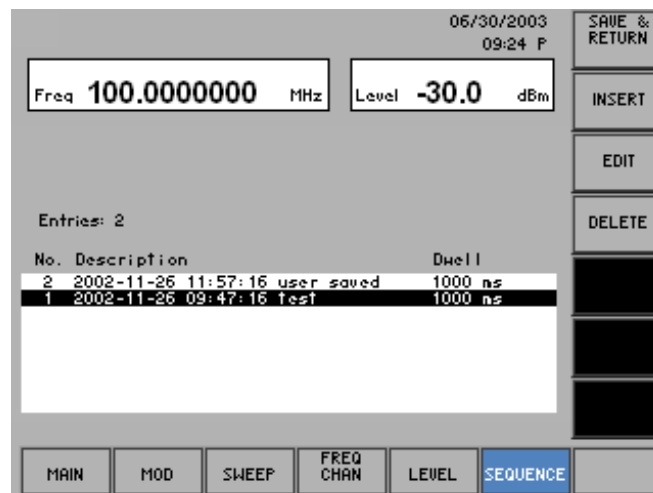 06/30/2003
09:24 P
Freq 100.0000000 MHz
Level -30.0 dBm
SAVE & RETURN
INSERT
EDIT
DELETE
Entries: 2
No. Description Dwell
2 2002-11-26 11:57:16 user saved 1000 ms
1 2002-11-26 09:47:16 test 1000 ms
MAIN
MOD
SWEEP
FREQ CHAN
LEVEL
SEQUENCE